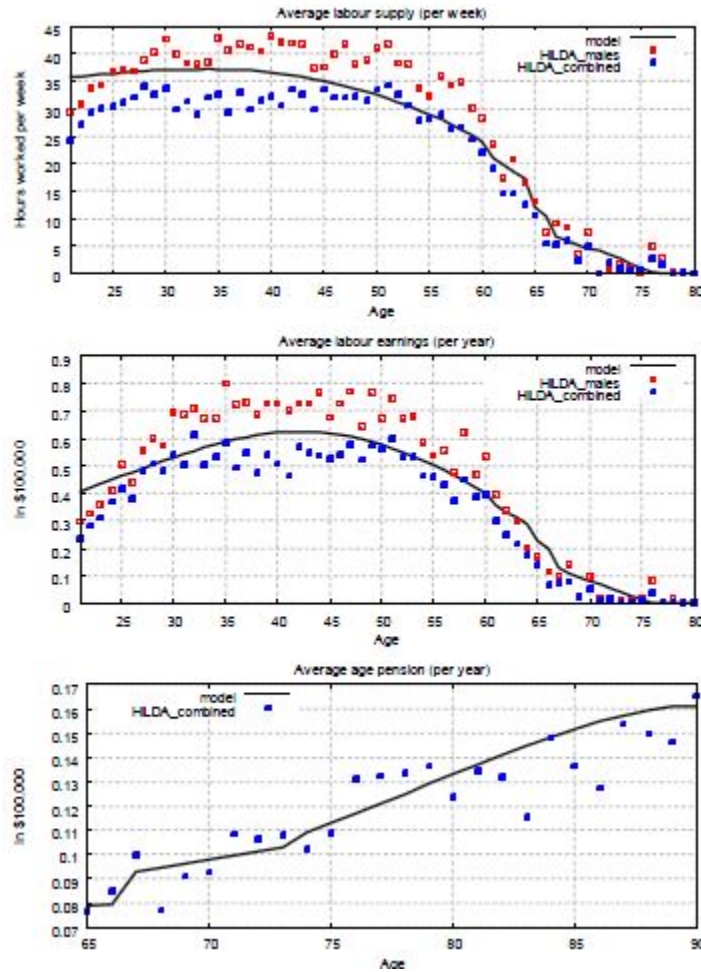 Average labour supply (per week)
45
40
35
30
25
20
15
10
5
0
Hours worked per week
model
HILDA_males
HILDA_combined
25 30 35 40 45 50 55 60 65 70 75 80
Age
Average labour earnings (per year)
0.9
0.8
0.7
0.6
0.5
0.4
0.3
0.2
0.1
0
In $100,000
model
HILDA_males
HILDA_combined
25 30 35 40 45 50 55 60 65 70 75 80
Age
Average age pension (per year)
0.17
0.16
0.15
0.14
0.13
0.12
0.11
0.1
0.09
0.08
0.07
In $100,000
model
HILDA_combined
65 70 75 80 85 90
Age